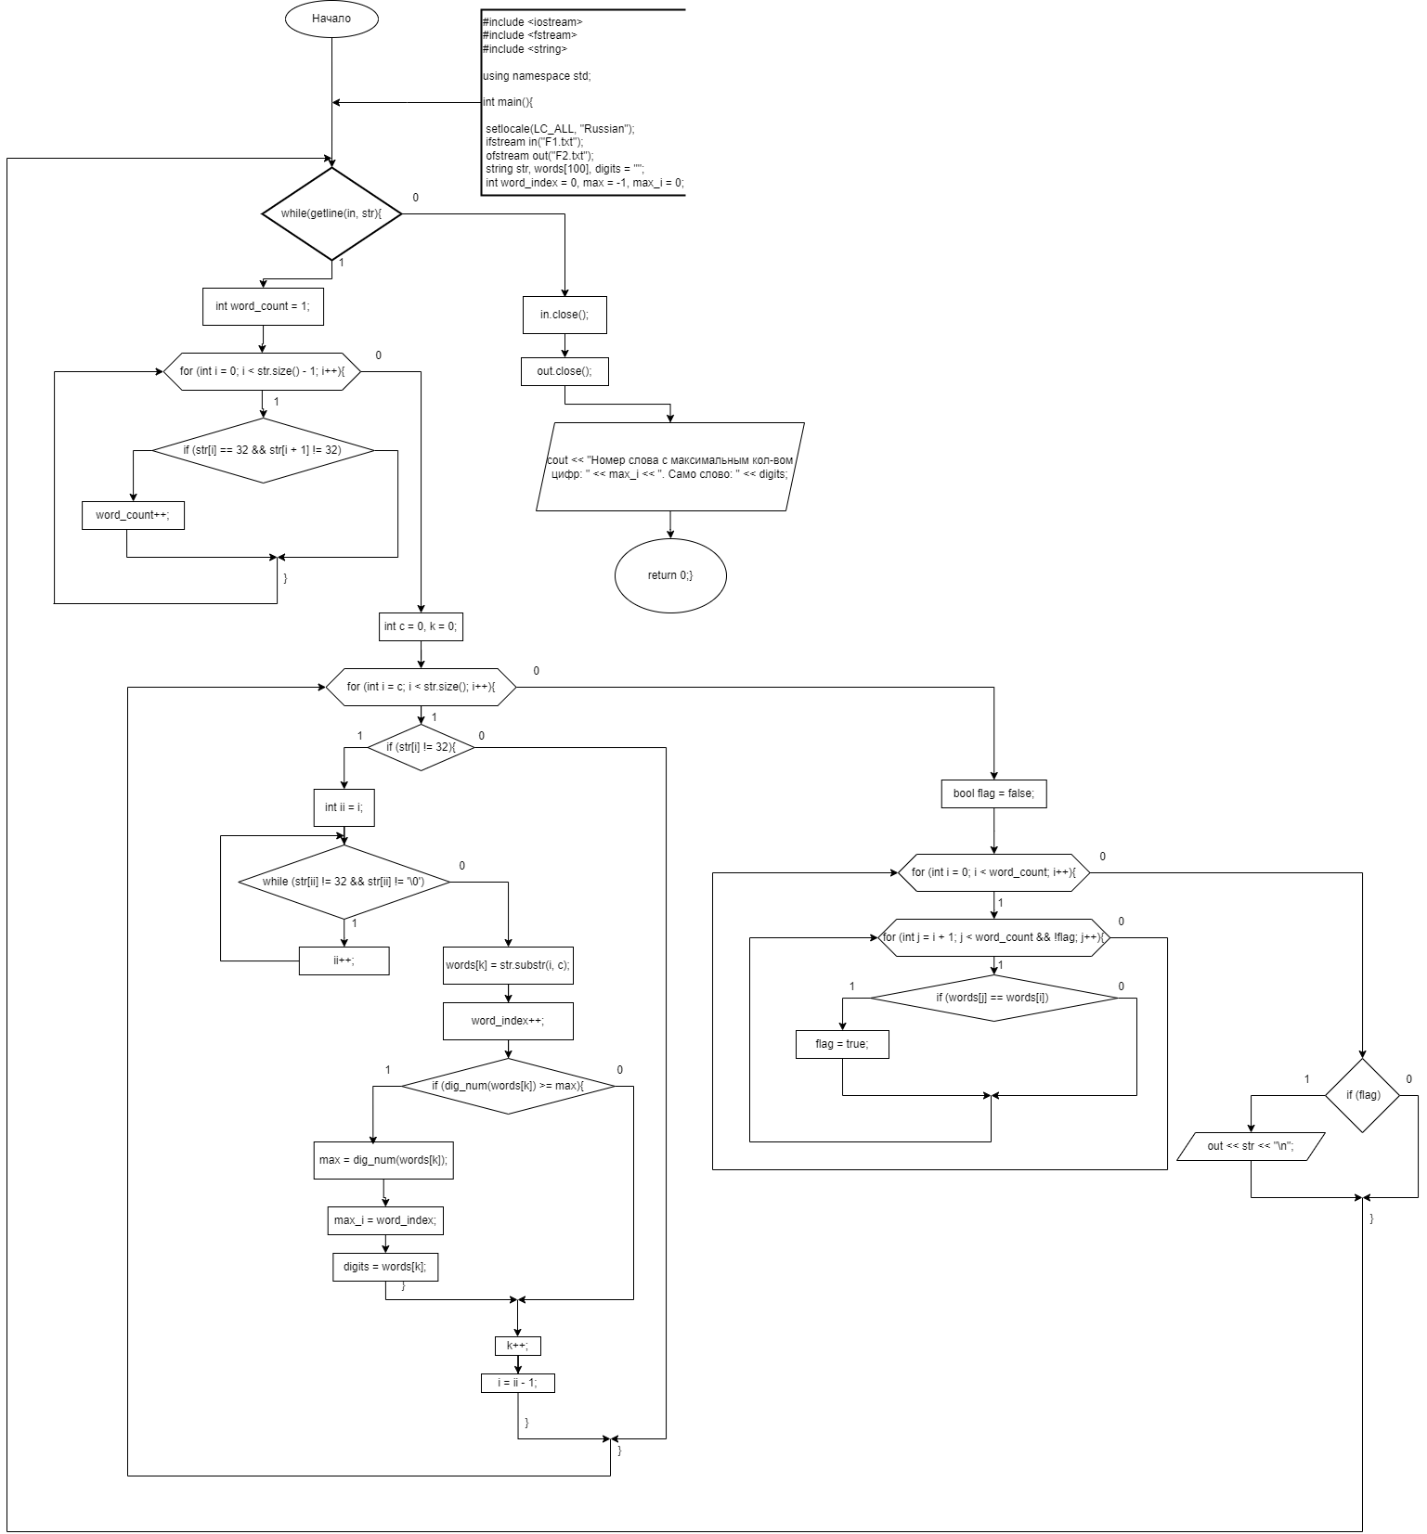 Начало
#include <iostream>
#include <fstream>
#include <string>
using namespace std;
int main(){
setlocale(LC_ALL, "Russian");
ifstream in("F1.txt");
ofstream out("F2.txt");
string str, words[100], digits = "";
int word_index = 0, max = -1, max_i = 0;
while(getline(in, str){
0
1
int word_count = 1;
in.close();
for (int i = 0; i < str.size() - 1; i++){
0
out.close();
1
if (str[i] == 32 && str[i + 1] != 32)
cout << "Номер слова с максимальным кол-вом
цифр: " << max_i << ". Само слово: " << digits;
word_count++;
}
return 0;}
int c = 0, k = 0;
for (int i = c; i < str.size(); i++){
0
1
1
if (str[i] != 32){
0
int ii = i;
bool flag = false;
while (str[ii] != 32 && str[ii] != '\0')
0
1
ii++;
for (int i = 0; i < word_count; i++){
0
1
for (int j = i + 1; j < word_count && !flag; j++){
0
1
words[k] = str.substr(i, c);
1
if (words[j] == words[i])
0
word_index++;
flag = true;
1
if (dig_num(words[k]) >= max){
0
1
if (flag)
0
max = dig_num(words[k]);
out << str << "\n";
max_i = word_index;
}
digits = words[k];
}
k++;
i = ii - 1;
}
}